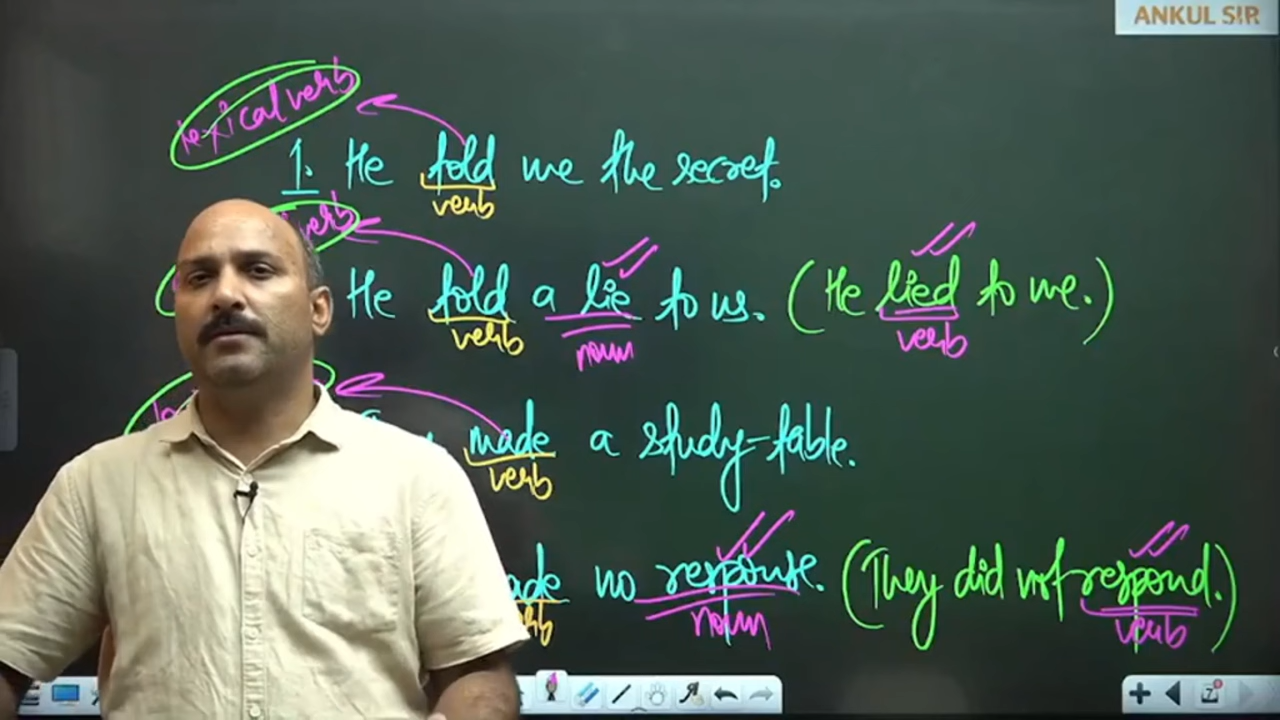 ANKUL SIR
lexical verb
1. He told me the secret.
verb
verb
He told a lie to us. (He lied to me.)
verb noun verb
made a study-table.
verb
no response. (They did not respond.)
noun verb